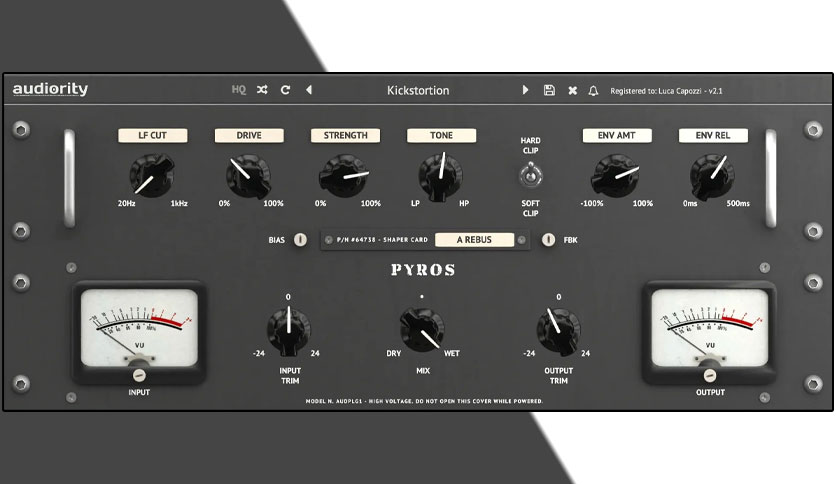 audiority HQ Kickstortion Registered to: Luca Capozzi - v2.1
LF CUT DRIVE STRENGTH TONE ENV AMT ENV REL
HARD
CLIP
20Hz 1kHz 0% 100% 0% 100% LP HP -100% 100% 0ms 500ms
SOFT
CLIP
BIAS P/N #64738 - SHAPER CARD A REBUS FBK
PYROS
0 0
VU VU
-24 24 DRY WET -24 24
INPUT MIX OUTPUT
TRIM TRIM
INPUT OUTPUT
MODEL N. AUDPLG1 - HIGH VOLTAGE. DO NOT OPEN THIS COVER WHILE POWERED.